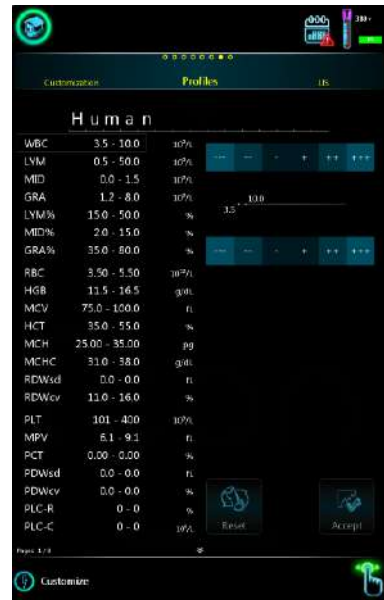 000
300
Customization Profiles LIS
Human
WBC 3.5 - 10.0 10⁹/L
LYM 0.5 - 50.0 10⁹/L
--- -- - + ++ +++
MID 0.0 - 1.5 10⁹/L
GRA 1.2 - 8.0 10⁹/L
10.0
LYM% 15.0 - 50.0 %
3.5
MID% 2.0 - 15.0 %
GRA% 35.0 - 80.0 %
--- -- - + ++ +++
RBC 3.50 - 5.50 10¹²/L
HGB 11.5 - 16.5 g/dL
MCV 75.0 - 100.0 fL
HCT 35.0 - 55.0 %
MCH 25.00 - 35.00 pg
MCHC 31.0 - 38.0 g/dL
RDWsd 0.0 - 0.0 fL
RDWcv 11.0 - 16.0 %
PLT 101 - 400 10⁹/L
MPV 6.1 - 9.1 fL
PCT 0.00 - 0.00 %
PDWsd 0.0 - 0.0 fL
PDWcv 0.0 - 0.0 %
PLC-R 0 - 0 %
PLC-C 0 - 0 10⁹/L
Reset Accept
Customize